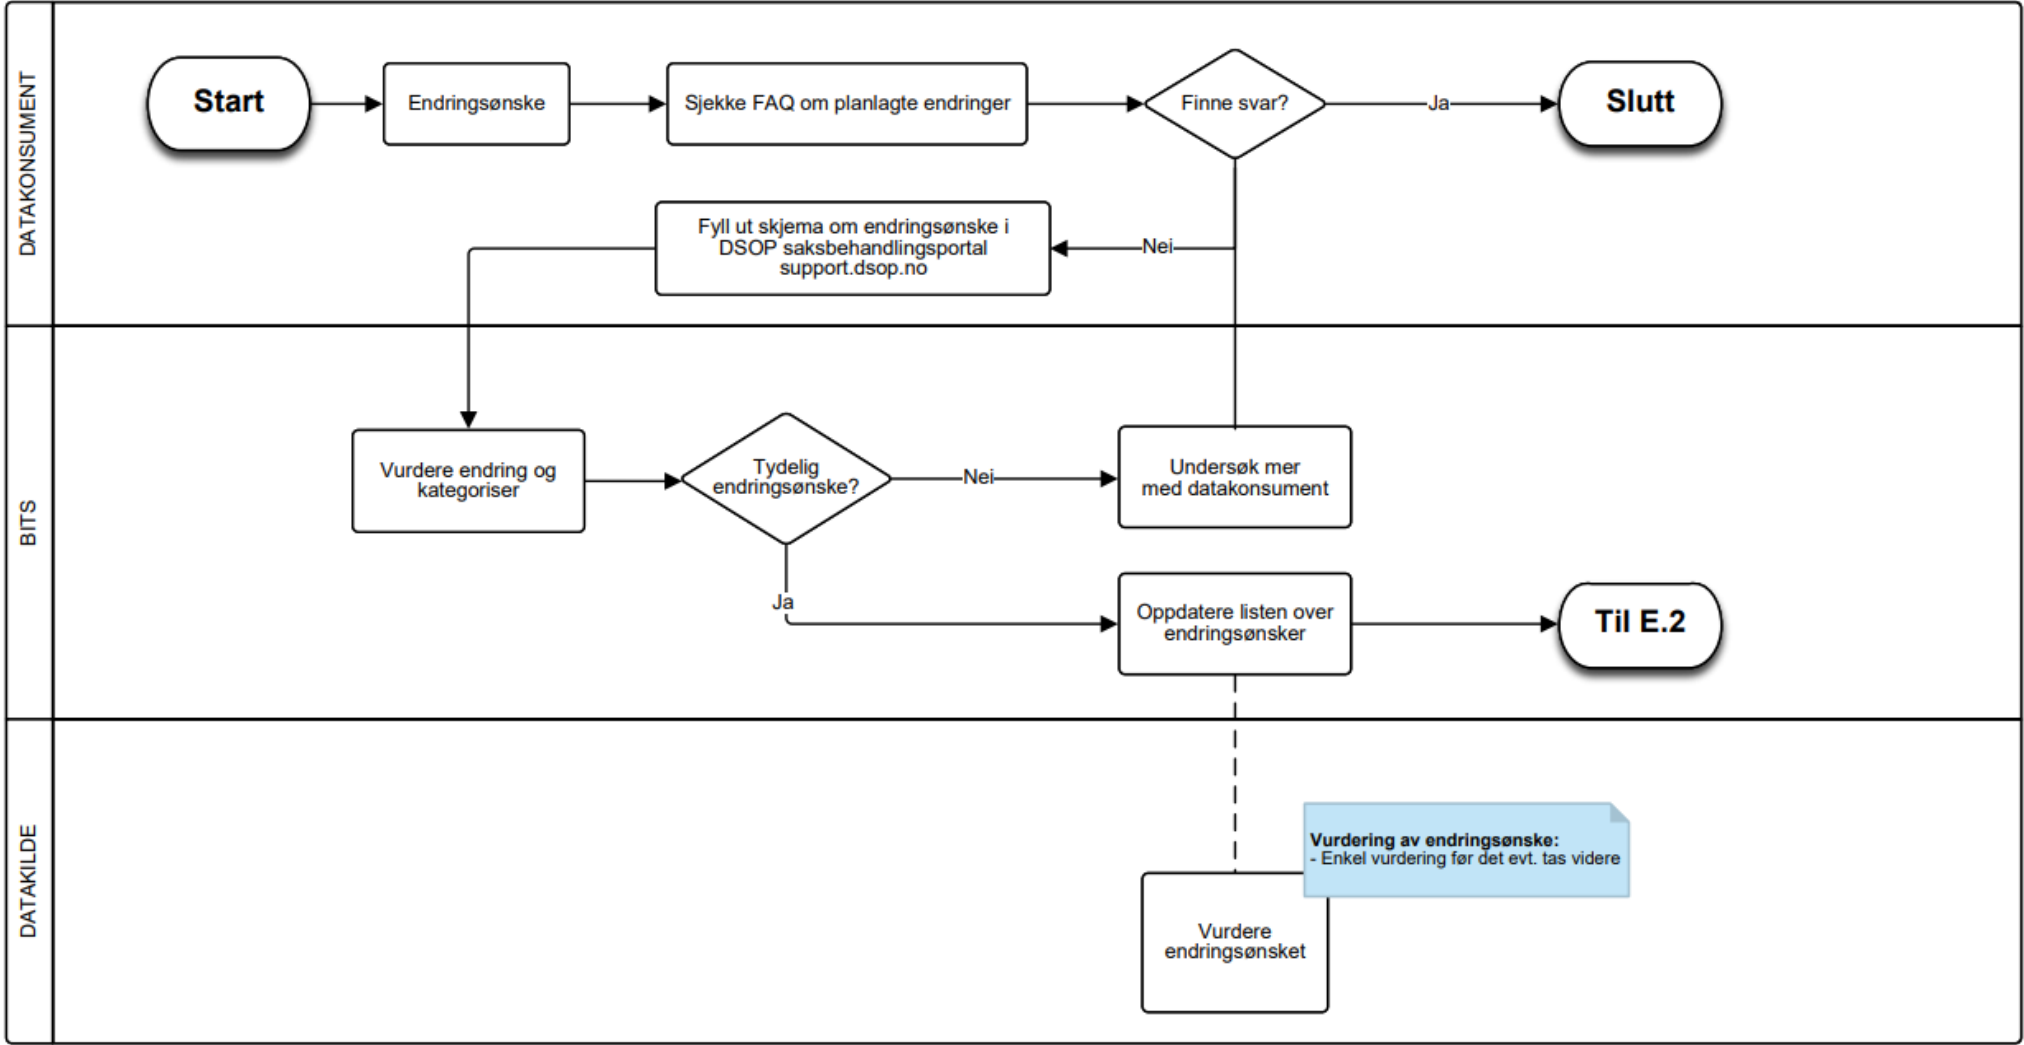 DATAKONSUMENT
Start
Endringsønske
Sjekke FAQ om planlagte endringer
Finne svar?
Ja
Slutt
Fyll ut skjema om endringsønske i
DSOP saksbehandlingsportal
support.dsop.no
Nei
BITS
Vurdere endring og
kategoriser
Tydelig
endringsønske?
Nei
Undersøk mer
med datakonsument
Ja
Oppdatere listen over
endringsønsker
Til E.2
DATAKILDE
Vurdering av endringsønske:
- Enkel vurdering før det evt. tas videre
Vurdere
endringsønsket